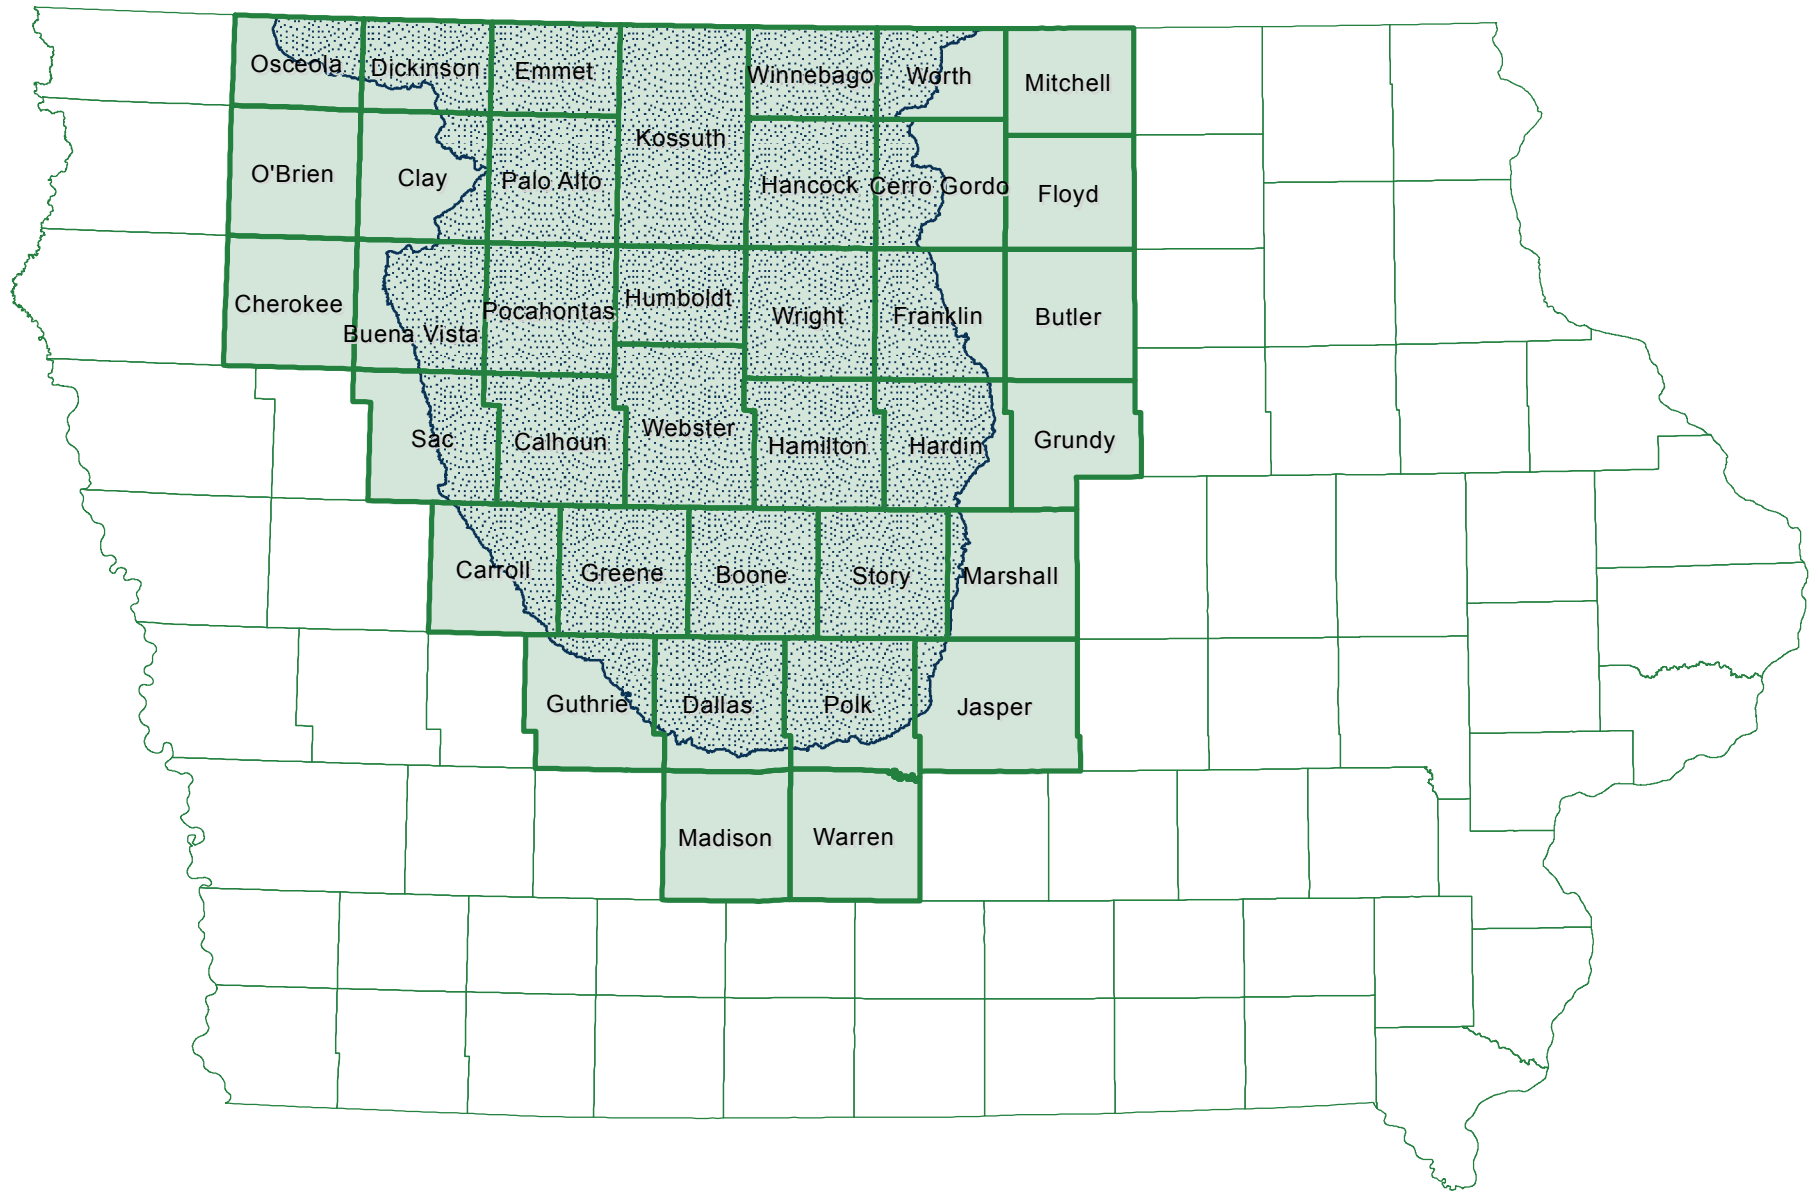 Osceola
Dickinson
Emmet
Winnebago
Worth
Mitchell
Kossuth
O'Brien
Clay
Palo Alto
Hancock
Cerro Gordo
Floyd
Cherokee
Buena Vista
Pocahontas
Humboldt
Wright
Franklin
Butler
Sac
Calhoun
Webster
Hamilton
Hardin
Grundy
Carroll
Greene
Boone
Story
Marshall
Guthrie
Dallas
Polk
Jasper
Madison
Warren